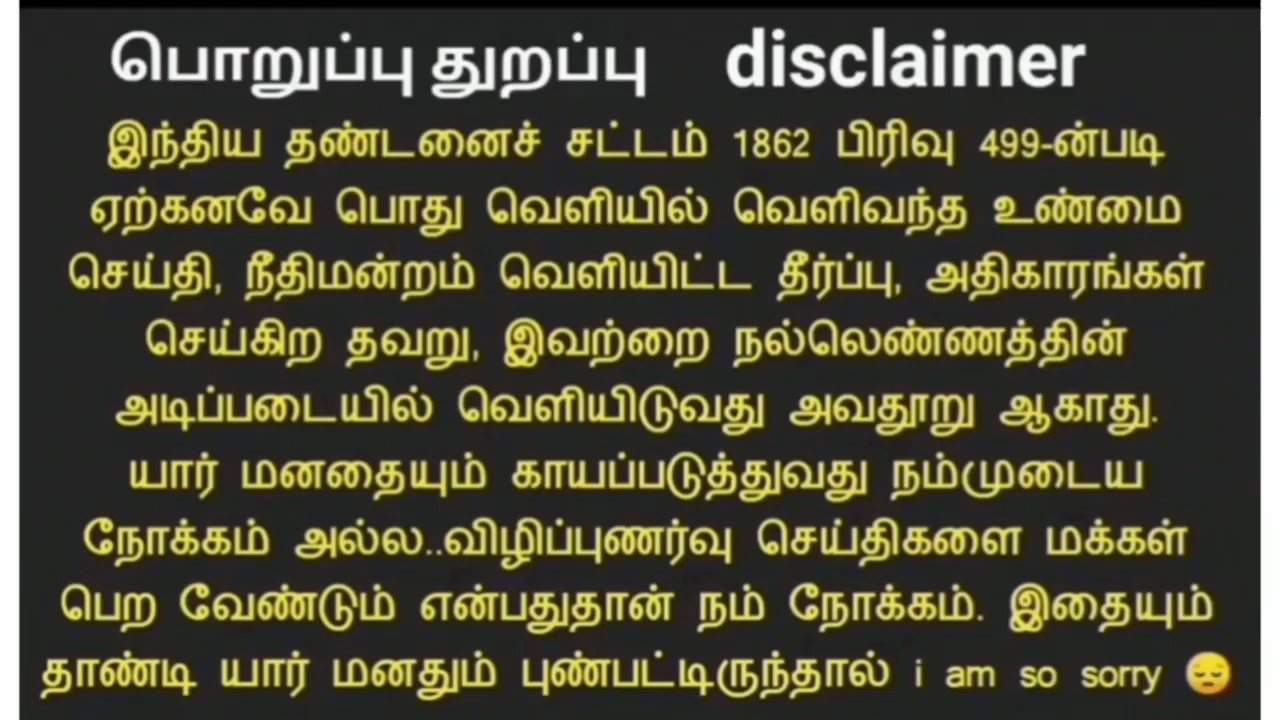 பொறுப்பு துறப்பு disclaimer
இந்திய தண்டனைச் சட்டம் 1862 பிரிவு 499-ன்படி
ஏற்கனவே பொது வெளியில் வெளிவந்த உண்மை
செய்தி, நீதிமன்றம் வெளியிட்ட தீர்ப்பு, அதிகாரங்கள்
செய்கிற தவறு, இவற்றை நல்லெண்ணத்தின்
அடிப்படையில் வெளியிடுவது அவதூறு ஆகாது.
யார் மனதையும் காயப்படுத்துவது நம்முடைய
நோக்கம் அல்ல..விழிப்புணர்வு செய்திகளை மக்கள்
பெற வேண்டும் என்பதுதான் நம் நோக்கம். இதையும்
தாண்டி யார் மனதும் புண்பட்டிருந்தால் i am so sorry 😔